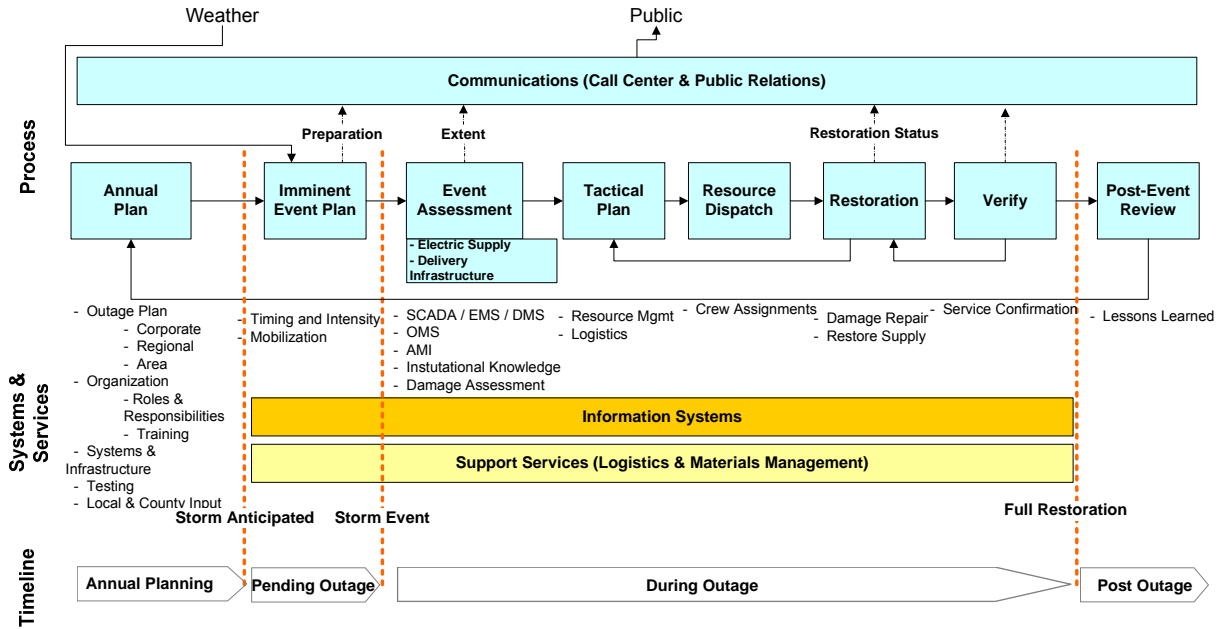 Weather
Public
Communications (Call Center & Public Relations)
Process
Preparation
Extent
Restoration Status
Annual
Plan
Imminent
Event Plan
Event
Assessment
Tactical
Plan
Resource
Dispatch
Restoration
Verify
Post-Event
Review
- Electric Supply
- Delivery
Infrastructure
Systems &
Services
- Outage Plan
- Corporate
- Regional
- Area
- Organization
- Roles &
Responsibilities
- Training
- Systems &
Infrastructure
- Testing
- Local & County Input
- Timing and Intensity
- Mobilization
- SCADA / EMS / DMS
- OMS
- AMI
- Instutational Knowledge
- Damage Assessment
- Resource Mgmt
- Logistics
- Crew Assignments
- Damage Repair
- Restore Supply
- Service Confirmation
- Lessons Learned
Information Systems
Support Services (Logistics & Materials Management)
Storm Anticipated
Storm Event
Full Restoration
Timeline
Annual Planning
Pending Outage
During Outage
Post Outage